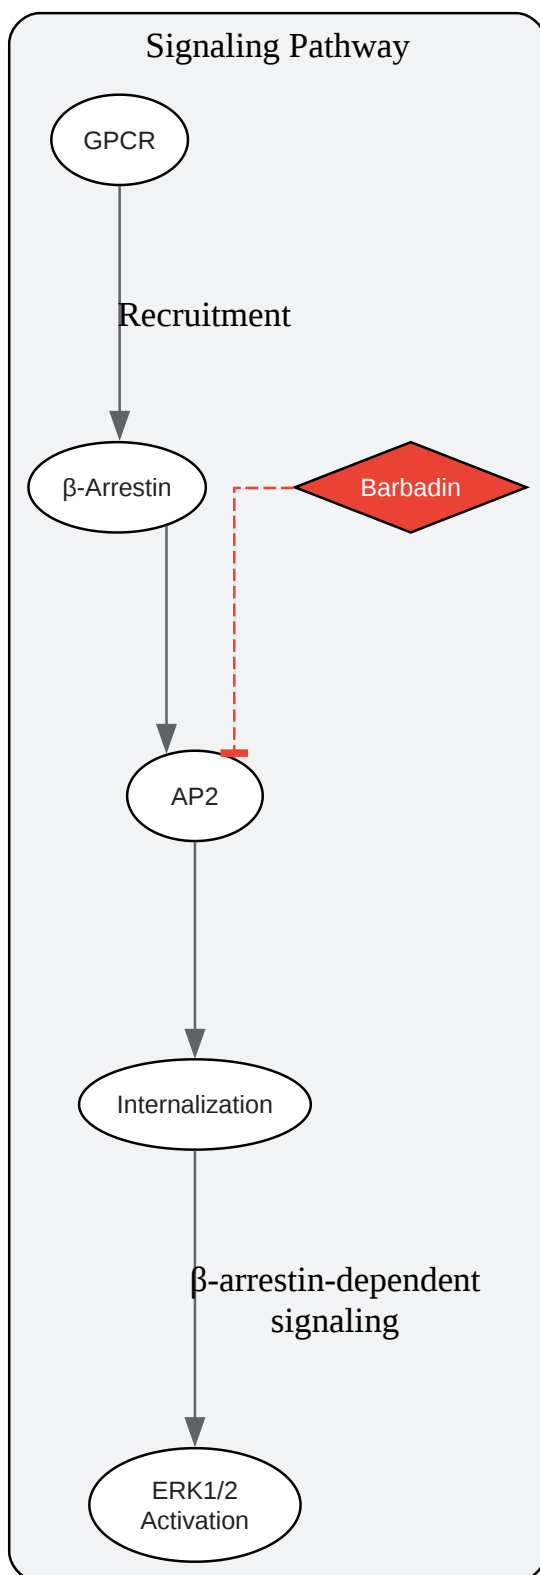 Signaling Pathway
GPCR
Recruitment
β-Arrestin
Barbadin
AP2
Internalization
β-arrestin-dependent
signaling
ERK1/2
Activation